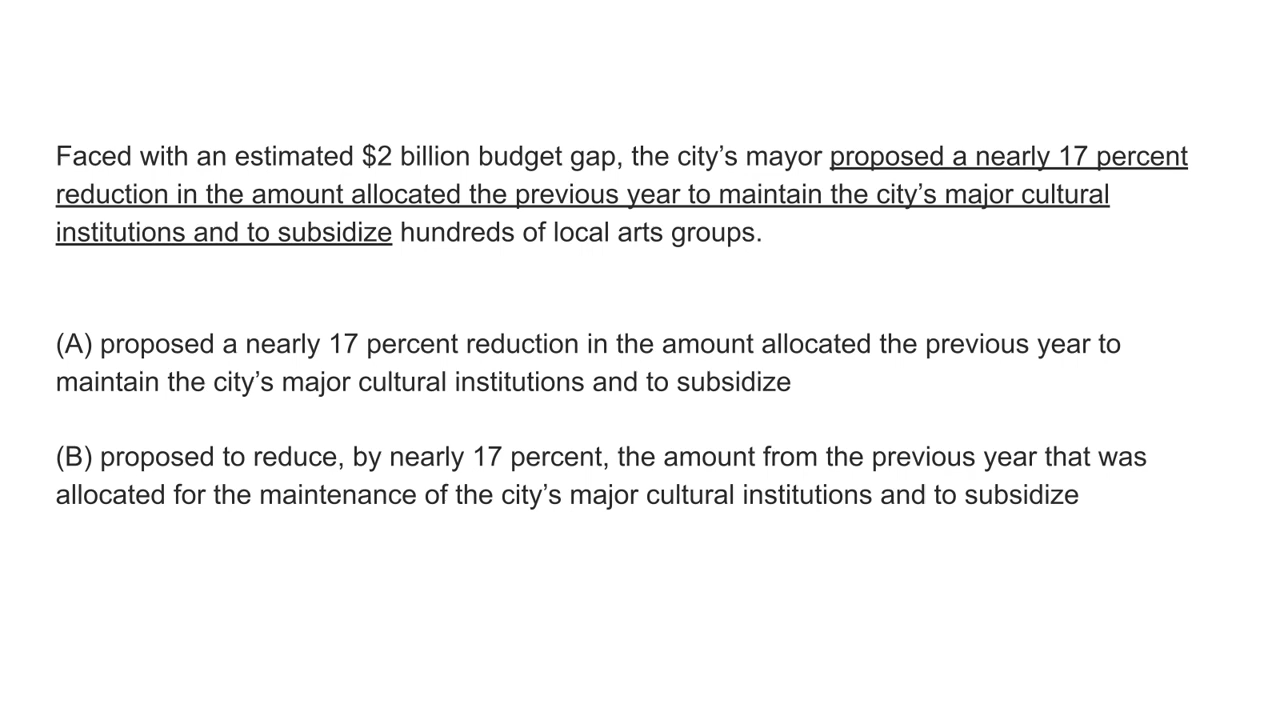 Faced with an estimated $2 billion budget gap, the city’s mayor proposed a nearly 17 percent
reduction in the amount allocated the previous year to maintain the city’s major cultural
institutions and to subsidize hundreds of local arts groups.
(A) proposed a nearly 17 percent reduction in the amount allocated the previous year to
maintain the city’s major cultural institutions and to subsidize
(B) proposed to reduce, by nearly 17 percent, the amount from the previous year that was
allocated for the maintenance of the city’s major cultural institutions and to subsidize